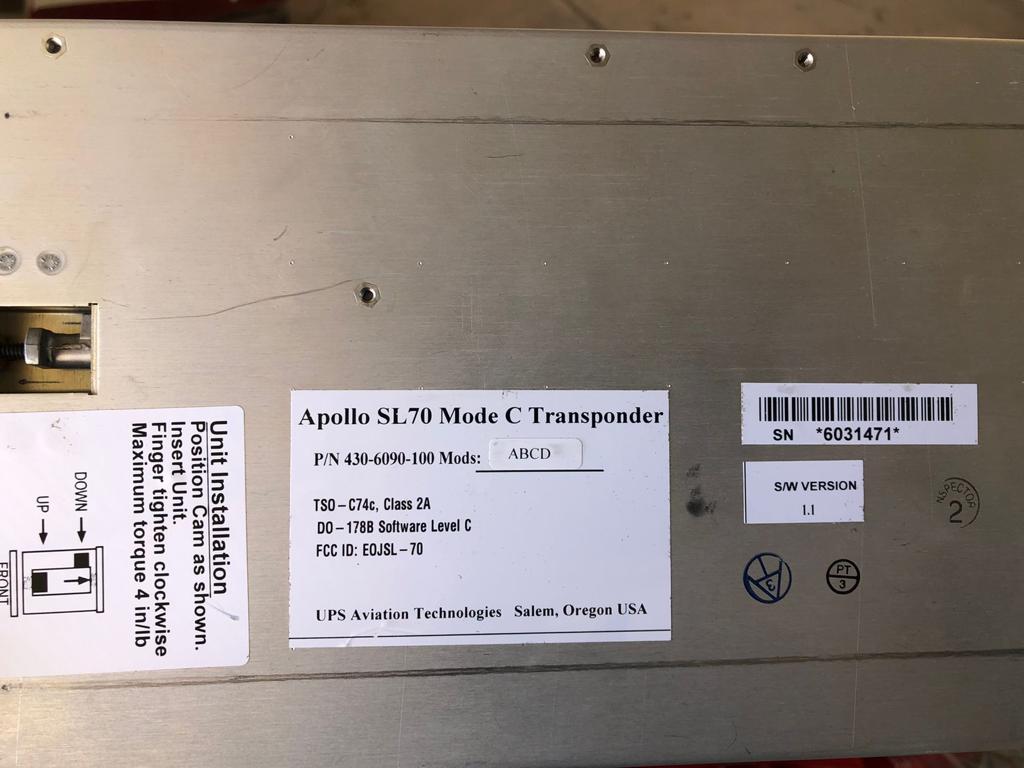 Unit Installation
Position Cam as shown.
Insert Unit.
Finger tighten clockwise
Maximum torque 4 in/lb
DOWN
UP
FRONT
Apollo SL70 Mode C Transponder
P/N 430-6090-100 Mods: ABCD
TSO-C74c, Class 2A
DO-178B Software Level C
FCC ID: EOJSL-70
UPS Aviation Technologies Salem, Oregon USA
SN *6031471*
S/W VERSION
1.1
INSPECTOR
2
PT
3